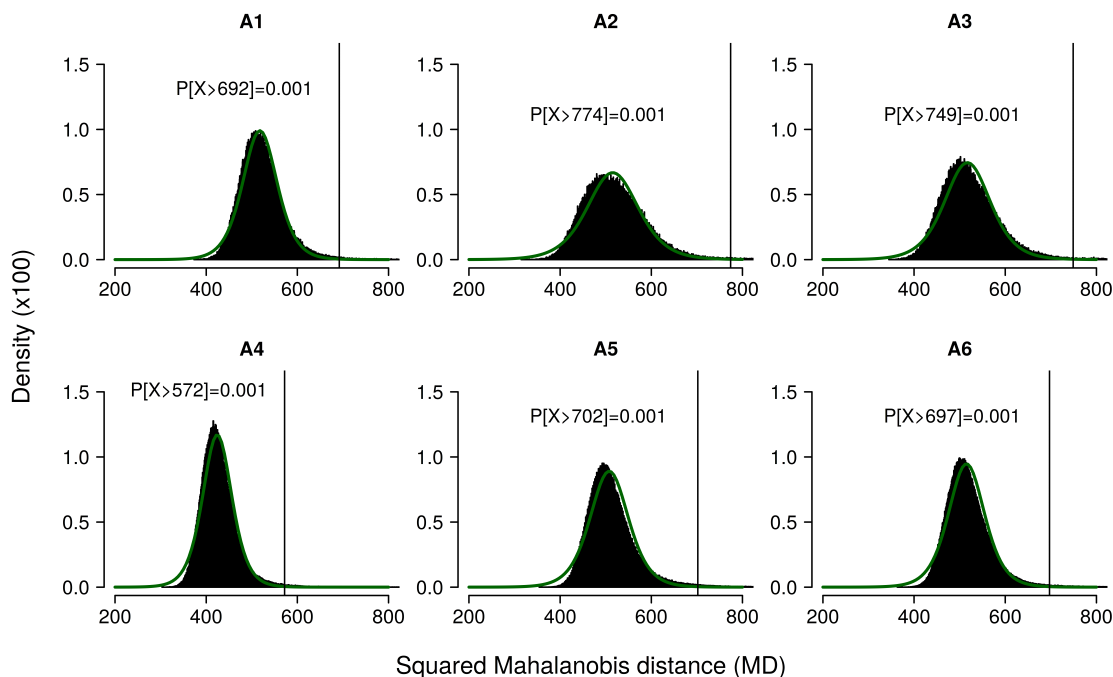 A1
A2
A3
P[X>692]=0.001
P[X>774]=0.001
P[X>749]=0.001
1.5
1.0
0.5
0.0
1.5
1.0
0.5
0.0
1.5
1.0
0.5
0.0
200 400 600 800
200 400 600 800
200 400 600 800
A4
A5
A6
P[X>572]=0.001
P[X>702]=0.001
P[X>697]=0.001
1.5
1.0
0.5
0.0
1.5
1.0
0.5
0.0
1.5
1.0
0.5
0.0
200 400 600 800
200 400 600 800
200 400 600 800
Density (x100)
Squared Mahalanobis distance (MD)